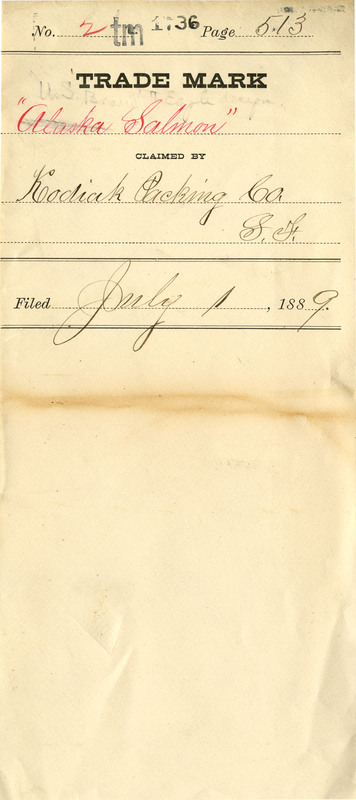 No. 2 tm 1736 Page 513
TRADE MARK
U.S.
"Alaska Salmon"
CLAIMED BY
Kodiak Packing Co.
S. F.
Filed July 1, 1889.